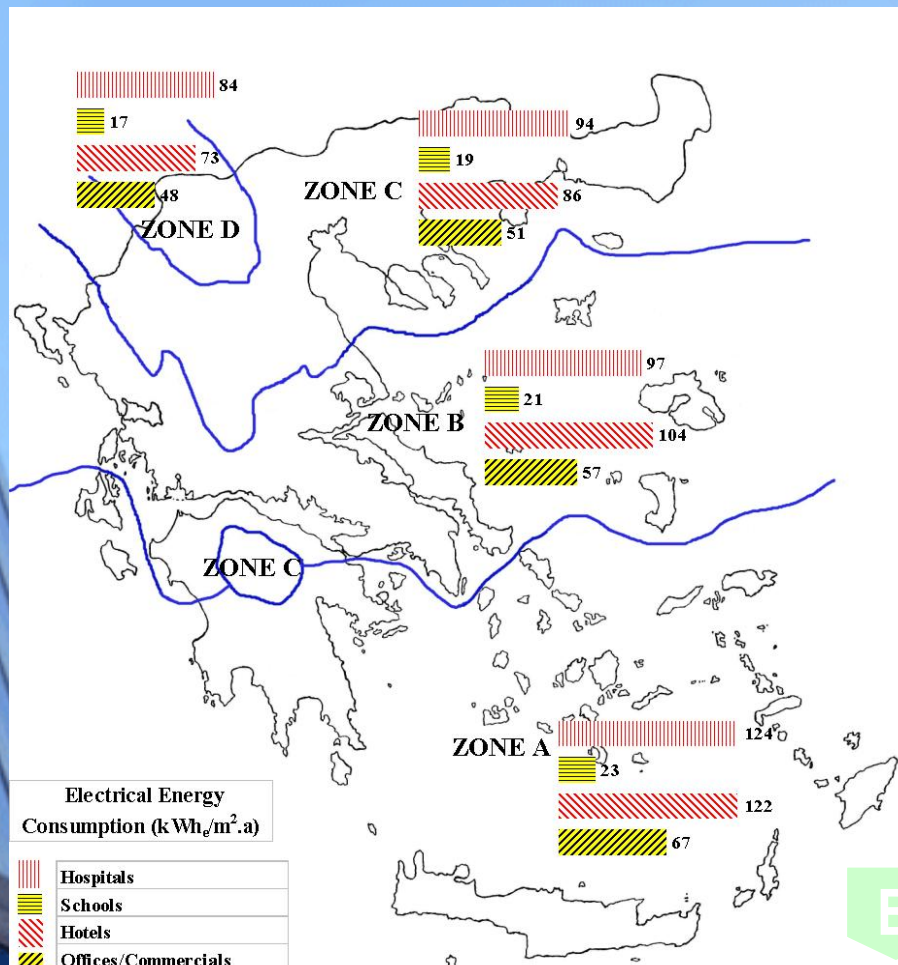 84
17
73
48
ZONE D
94
19
86
51
ZONE C
97
21
104
57
ZONE B
ZONE C
124
23
122
67
ZONE A
Electrical Energy
Consumption (kWhₑ/m².a)
Hospitals
Schools
Hotels
Offices/Commercials